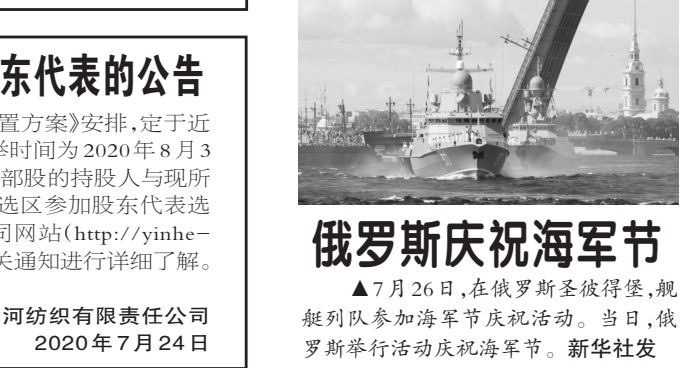 东代表的公告
置方案》安排,定于近
举时间为2020年8月3
部股的持股人与现所
选区参加股东代表选
司网站(http://yinhe-
关通知进行详细了解。
河纺织有限责任公司
2020年7月24日
俄罗斯庆祝海军节
▲7月26日,在俄罗斯圣彼得堡,舰
艇列队参加海军节庆祝活动。当日,俄
罗斯举行活动庆祝海军节。新华社发